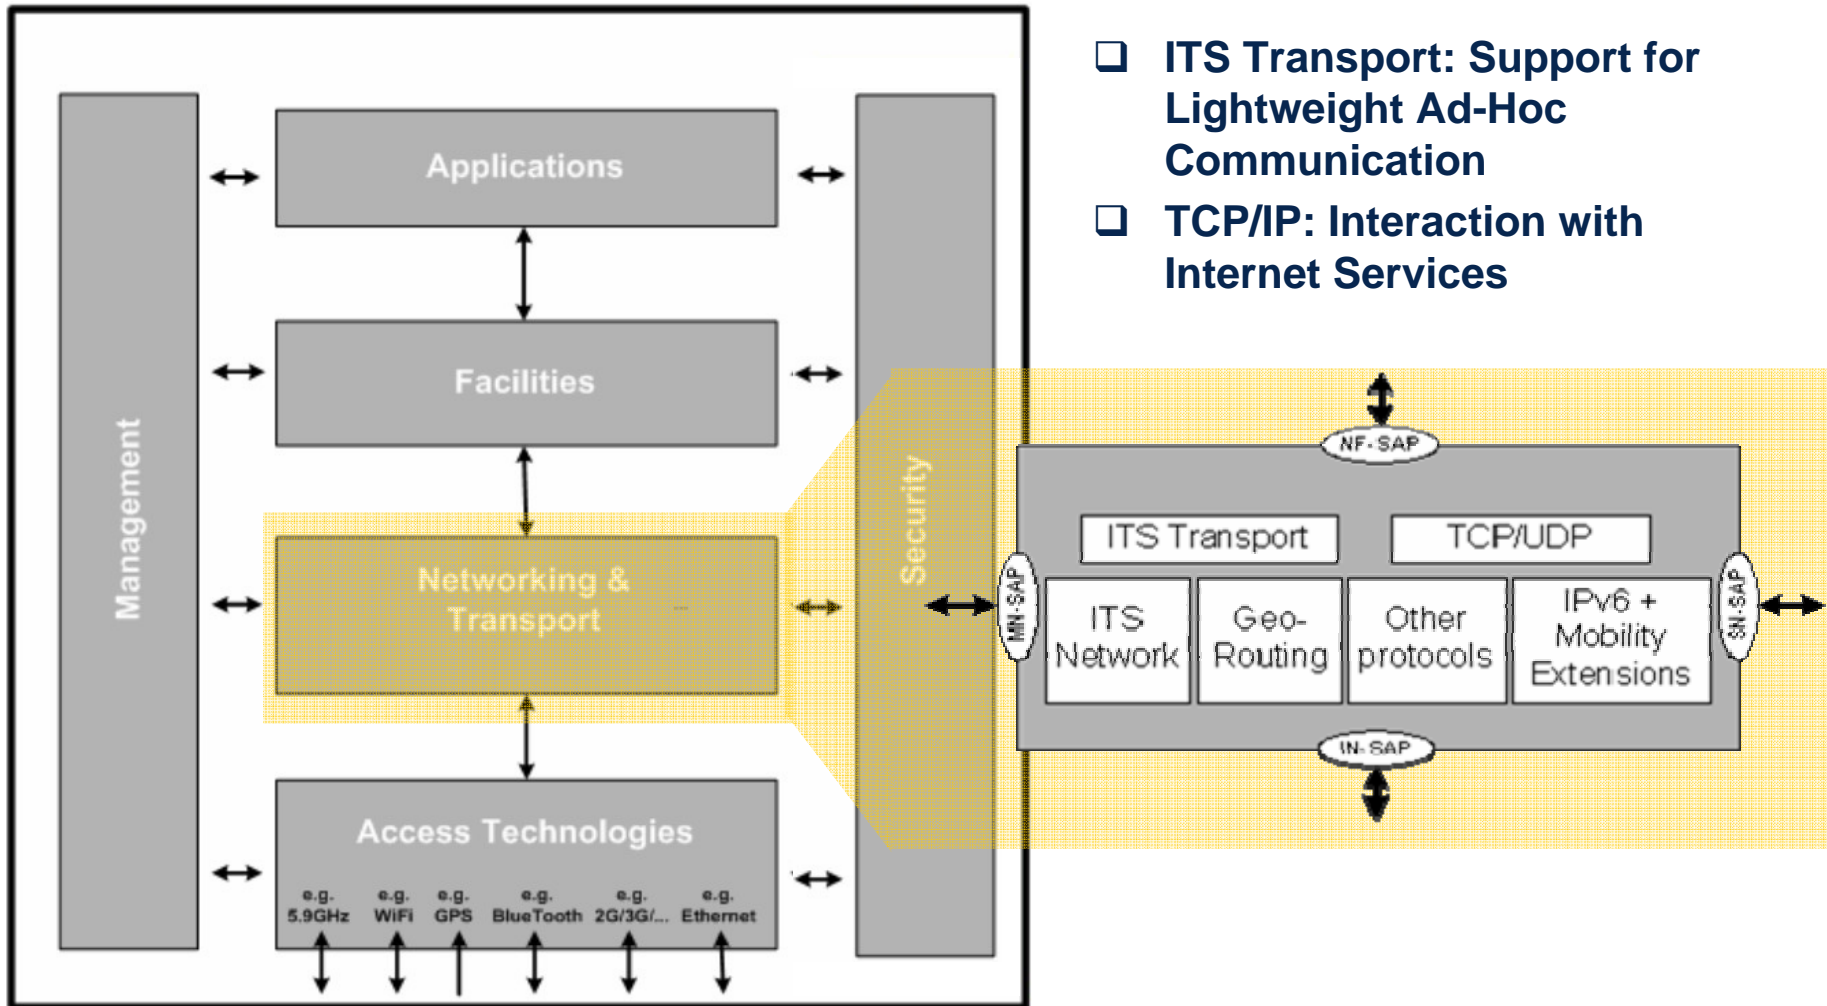 ❑ ITS Transport: Support for
Lightweight Ad-Hoc
Communication
❑ TCP/IP: Interaction with
Internet Services
Management
Applications
Facilities
Networking &
Transport
...
Access Technologies
e.g. e.g. e.g. e.g. e.g. e.g.
5.9GHz WiFi GPS BlueTooth 2G/3G/... Ethernet
Security
NF-SAP
ITS Transport TCP/UDP
MN-SAP
ITS
Network
Geo-
Routing
Other
protocols
IPv6 +
Mobility
Extensions
SN-SAP
IN-SAP